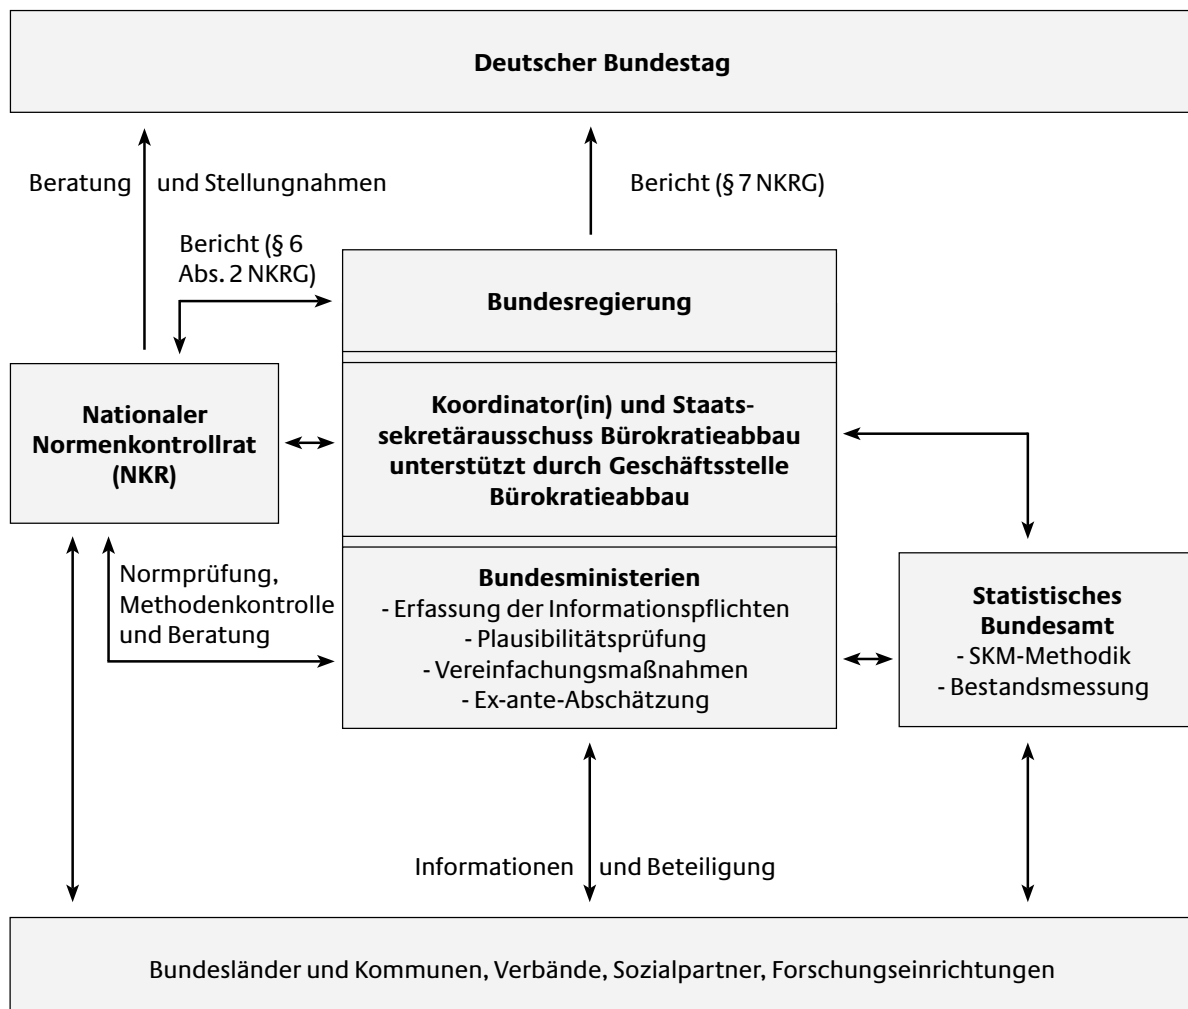 Deutscher Bundestag
Beratung und Stellungnahmen
Bericht (§ 7 NKRG)
Bericht (§ 6
Abs. 2 NKRG)
Bundesregierung
Nationaler
Normenkontrollrat
(NKR)
Koordinator(in) und Staats-
sekretärausschuss Bürokratieabbau
unterstützt durch Geschäftsstelle
Bürokratieabbau
Normprüfung,
Methodenkontrolle
und Beratung
Bundesministerien
- Erfassung der Informationspflichten
- Plausibilitätsprüfung
- Vereinfachungsmaßnahmen
- Ex-ante-Abschätzung
Statistisches
Bundesamt
- SKM-Methodik
- Bestandsmessung
Informationen und Beteiligung
Bundesländer und Kommunen, Verbände, Sozialpartner, Forschungseinrichtungen